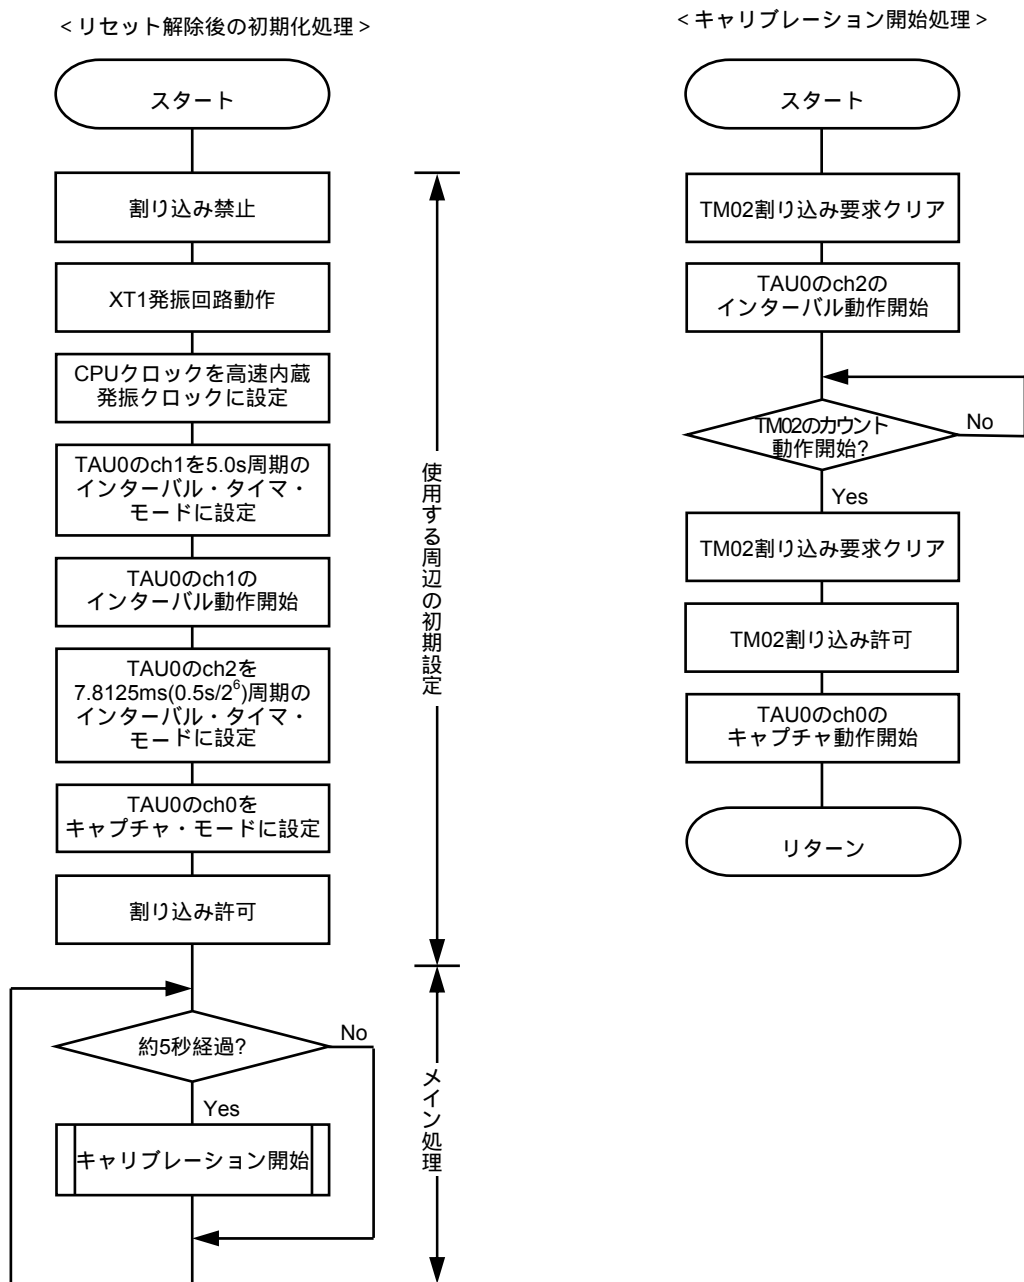 <リセット解除後の初期化処理>
スタート
割り込み禁止
XT1発振回路動作
CPUクロックを高速内蔵
発振クロックに設定
TAU0のch1を5.0s周期の
インターバル・タイマ・
モードに設定
TAU0のch1の
インターバル動作開始
TAU0のch2を
7.8125ms(0.5s/2⁶)周期の
インターバル・タイマ・
モードに設定
TAU0のch0を
キャプチャ・モードに設定
割り込み許可
約5秒経過?
No
Yes
キャリブレーション開始
使用する周辺の初期設定
メイン処理
<キャリブレーション開始処理>
スタート
TM02割り込み要求クリア
TAU0のch2の
インターバル動作開始
TM02のカウント
動作開始?
No
Yes
TM02割り込み要求クリア
TM02割り込み許可
TAU0のch0の
キャプチャ動作開始
リターン